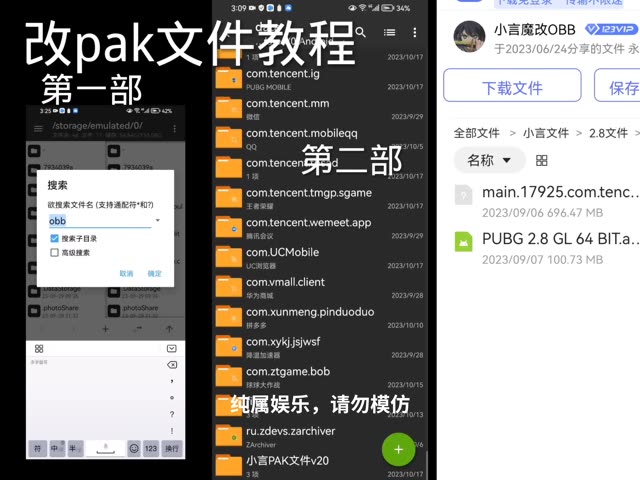 改pak文件教程
第一部
3:25
42%
/storage/emulated/0/
搜索
欲搜索文件名 (支持通配符*和?)
obb
搜索子目录
高级搜索
取消
确定
.DataStorage
.photoShare
符
中
半
123
换行
3:09
34%
第二部
1 项
2023/10/17
com.tencent.ig
PUBG MOBILE
2023/10/17
com.tencent.mm
微信
2023/9/29
com.tencent.mobileqq
QQ
2023/10/5
1 项
2023/10/17
com.tencent.tmgp.sgame
王者荣耀
2023/10/17
com.tencent.wemeet.app
腾讯会议
2023/9/29
com.UCMobile
UC浏览器
2023/10/17
com.vmall.client
华为商城
2023/9/28
com.xunmeng.pinduoduo
拼多多
2023/10/10
com.xykj.jsjwsf
降温加速器
2023/9/28
com.ztgame.bob
球球大作战
2023/10/15
纯属娱乐，请勿模仿
3 项
2023/10/13
ru.zdevs.zarchiver
ZArchiver
小言PAK文件v20
3 项
2023/10/17
小言魔改OBB
123VIP
于2023/06/24分享的文件
下载文件
保存
全部文件 > 小言文件 > 2.8文件 >
名称
main.17925.com.tenc...
2023/09/06 696.47 MB
PUBG 2.8 GL 64 BIT.a...
2023/09/07 100.73 MB